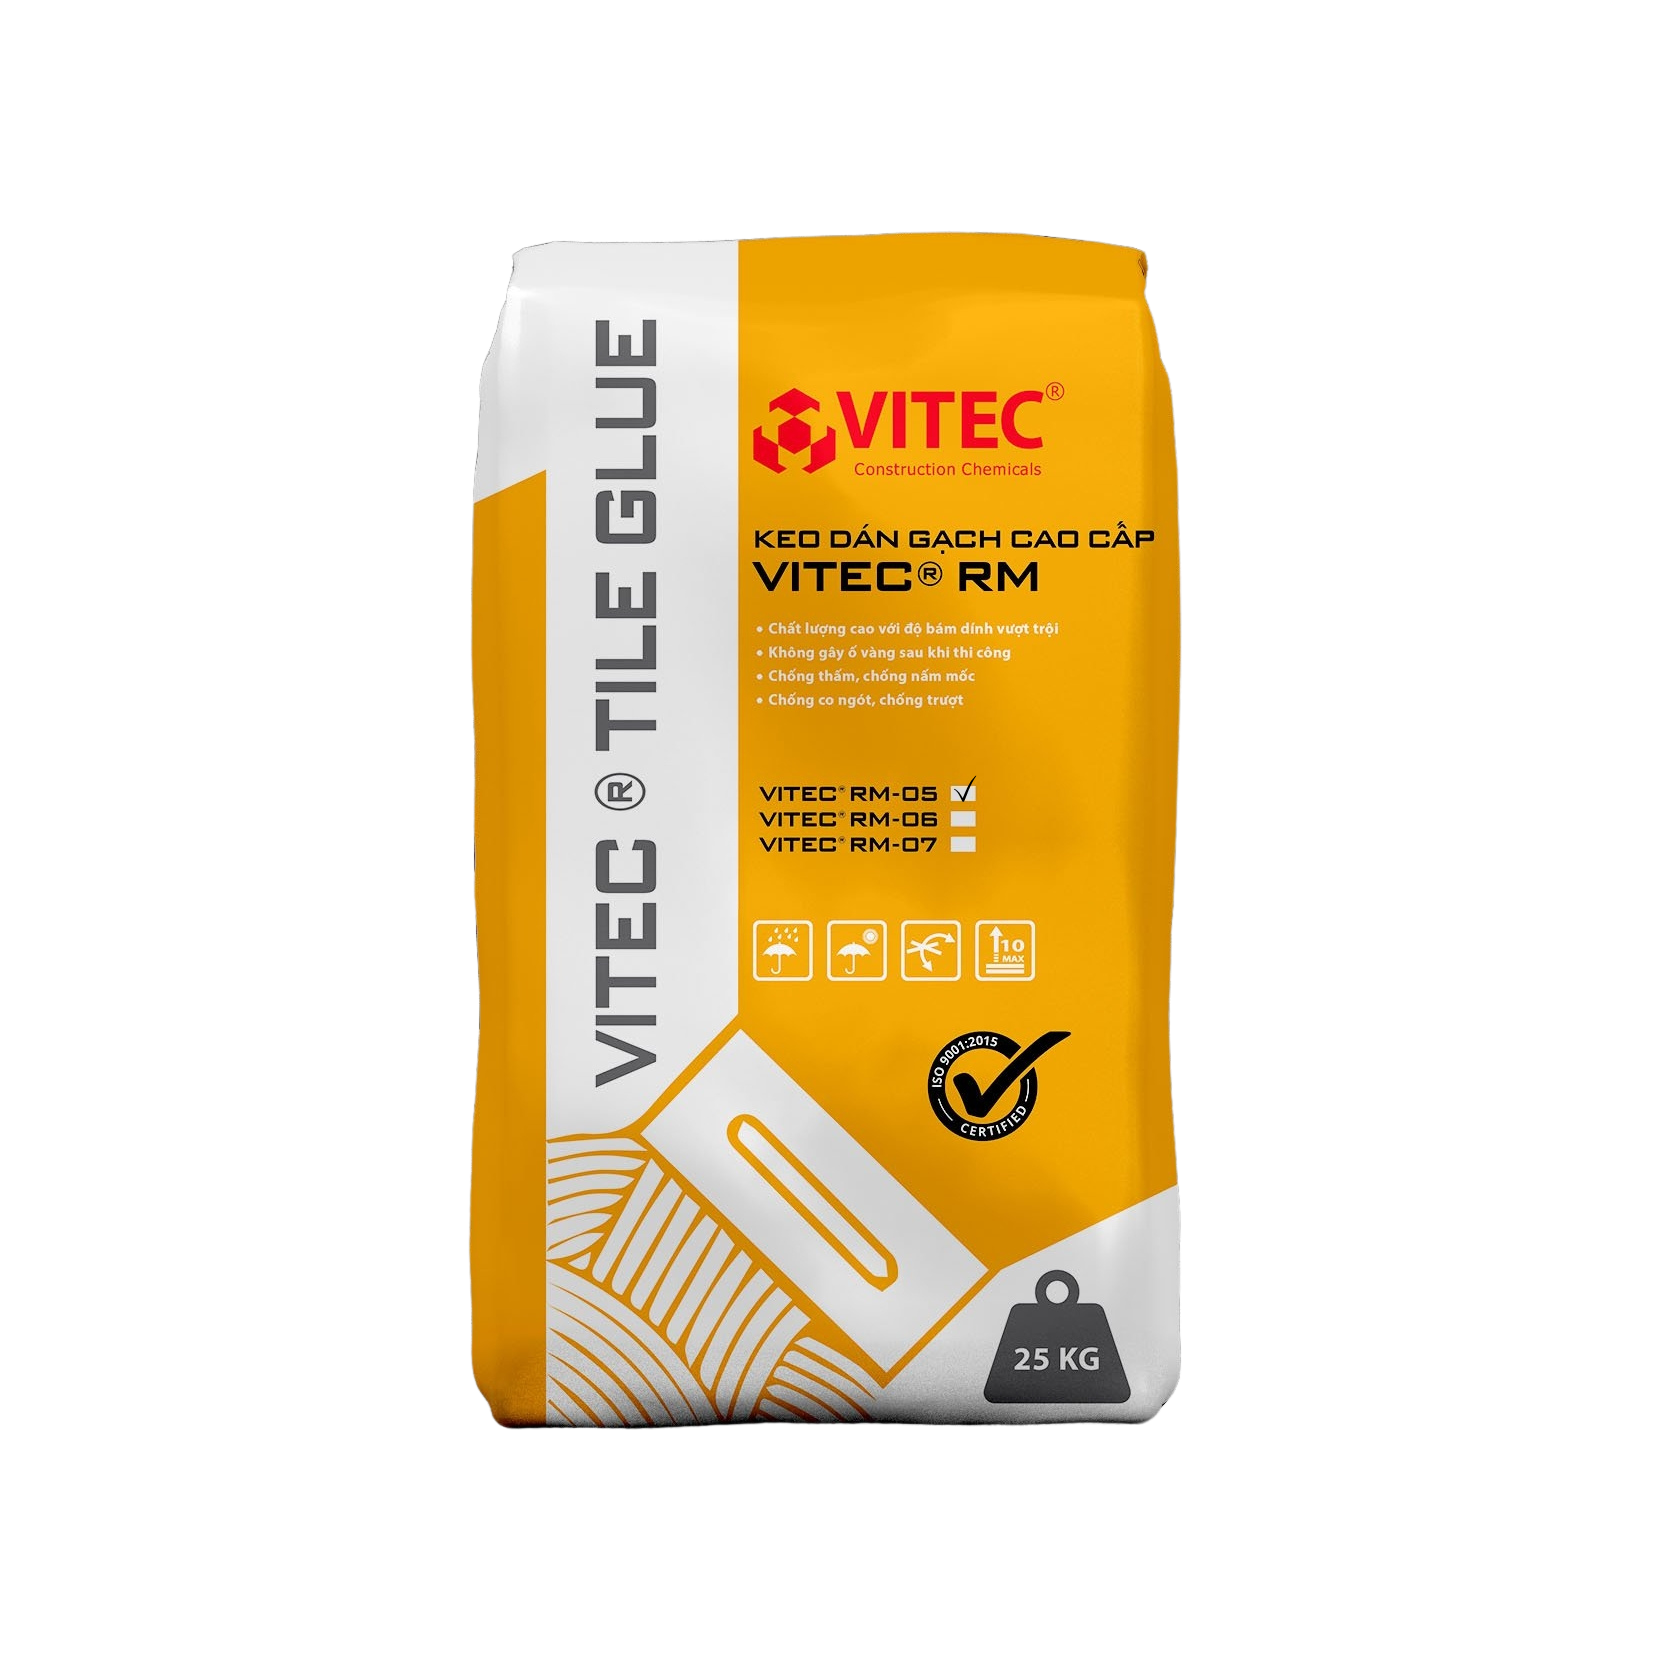 VITEC ® TILE GLUE
VITEC®
Construction Chemicals
KEO DÁN GẠCH CAO CẤP
VITEC® RM
• Chất lượng cao với độ bám dính vượt trội
• Không gây ố vàng sau khi thi công
• Chống thấm, chống nấm mốc
• Chống co ngót, chống trượt
VITEC® RM-05
VITEC® RM-06
VITEC® RM-07
10
MAX
ISO 9001:2015
CERTIFIED
25 KG